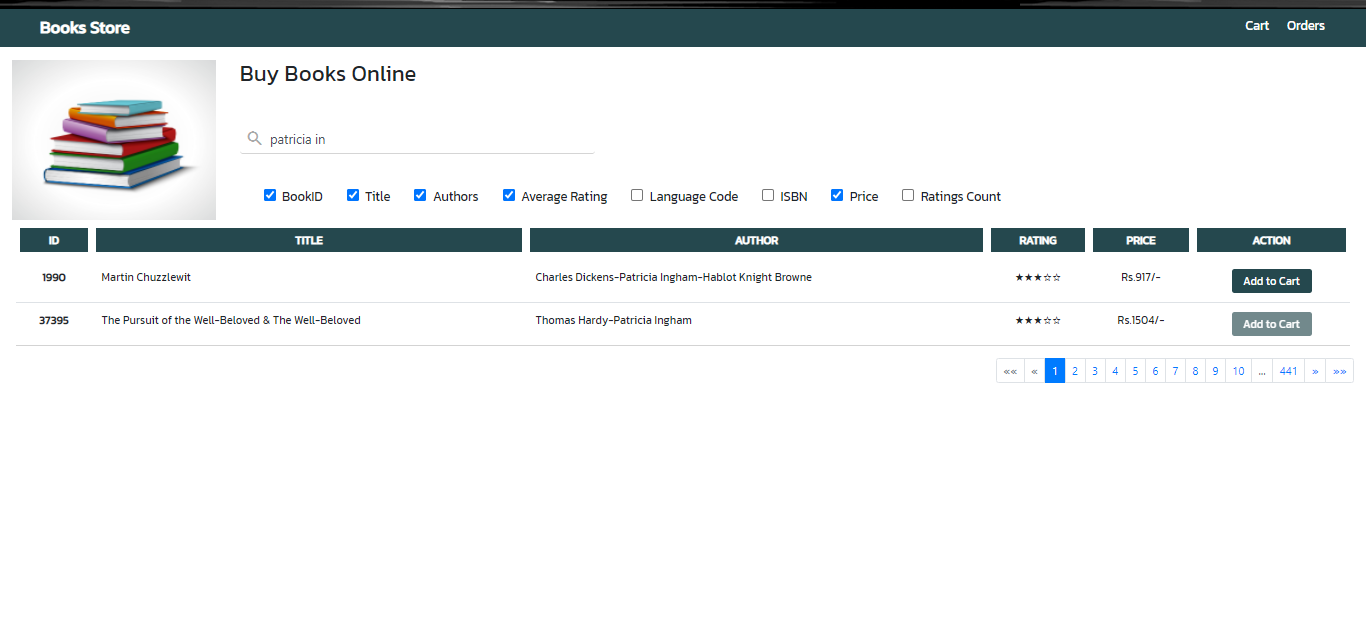 Books Store Cart Orders
Buy Books Online
patricia in
BookID Title Authors Average Rating Language Code ISBN Price Ratings Count
ID TITLE AUTHOR RATING PRICE ACTION
1990 Martin Chuzzlewit Charles Dickens-Patricia Ingham-Hablot Knight Browne ★★★☆☆ Rs.917/- Add to Cart
37395 The Pursuit of the Well-Beloved & The Well-Beloved Thomas Hardy-Patricia Ingham ★★★☆☆ Rs.1504/- Add to Cart
«« « 1 2 3 4 5 6 7 8 9 10 ... 441 » »»